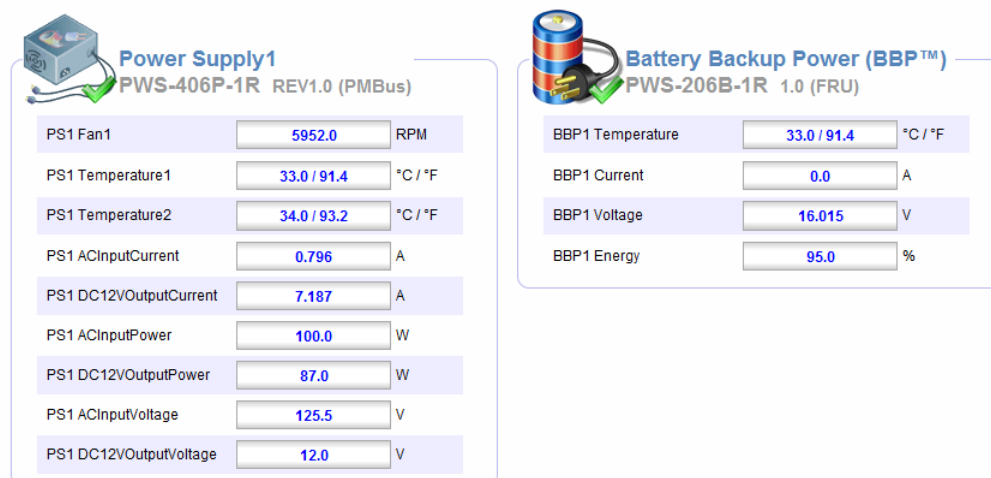 Power Supply1
PWS-406P-1R REV1.0 (PMBus)
PS1 Fan1 5952.0 RPM
PS1 Temperature1 33.0 / 91.4 °C / °F
PS1 Temperature2 34.0 / 93.2 °C / °F
PS1 ACInputCurrent 0.796 A
PS1 DC12VOutputCurrent 7.187 A
PS1 ACInputPower 100.0 W
PS1 DC12VOutputPower 87.0 W
PS1 ACInputVoltage 125.5 V
PS1 DC12VOutputVoltage 12.0 V
Battery Backup Power (BBP™)
PWS-206B-1R 1.0 (FRU)
BBP1 Temperature 33.0 / 91.4 °C / °F
BBP1 Current 0.0 A
BBP1 Voltage 16.015 V
BBP1 Energy 95.0 %